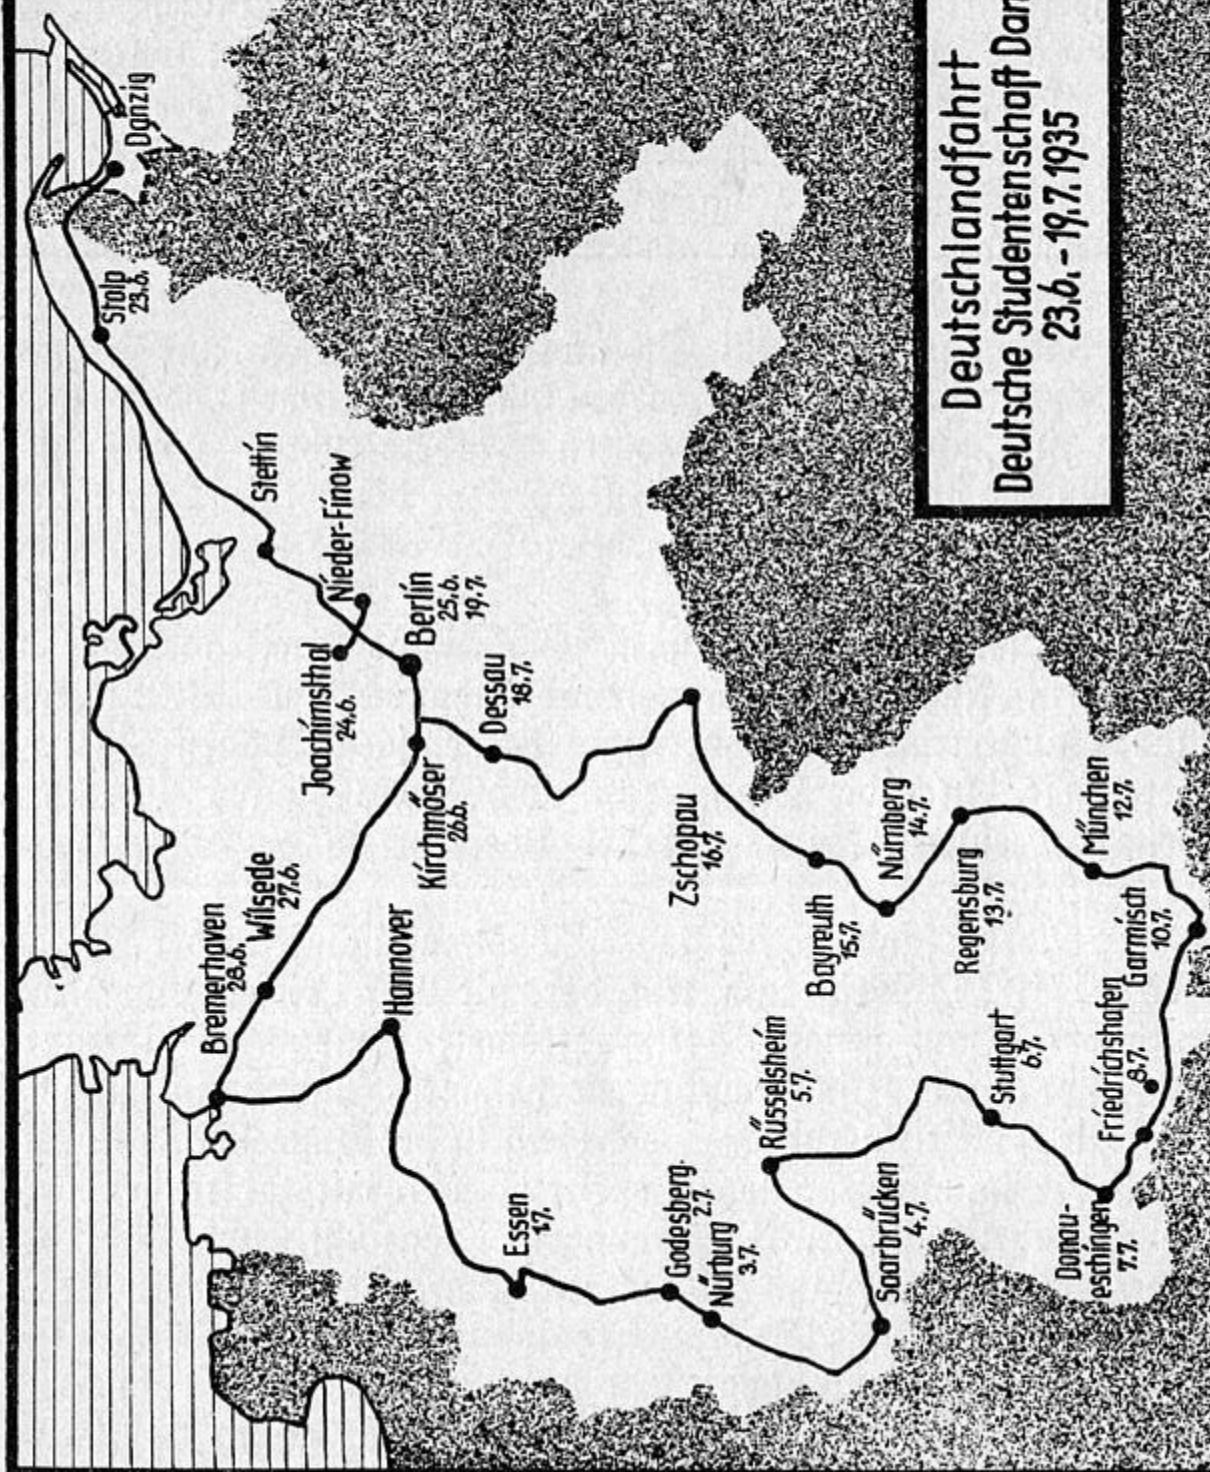 Danzig
Stolp
23.6.
Stettin
Nieder-Finow
Joachimsthal
24.6.
Berlin
25.6.
19.7.
Dessau
18.7.
Kirchmöser
26.6.
Wilsede
27.6.
Bremerhaven
28.6.
Hannover
Essen
1.7.
Godesberg
2.7.
Nürburg
3.7.
Saarbrücken
4.7.
Rüsselsheim
5.7.
Stuttgart
6.7.
Donau-
eschingen
7.7.
Friedrichshafen
8.7.
Garmisch
10.7.
München
12.7.
Regensburg
13.7.
Nürnberg
14.7.
Bayreuth
15.7.
Zschopau
16.7.
Deutschlandfahrt
Deutsche Studentenschaft Dan
23.6.-19.7.1935